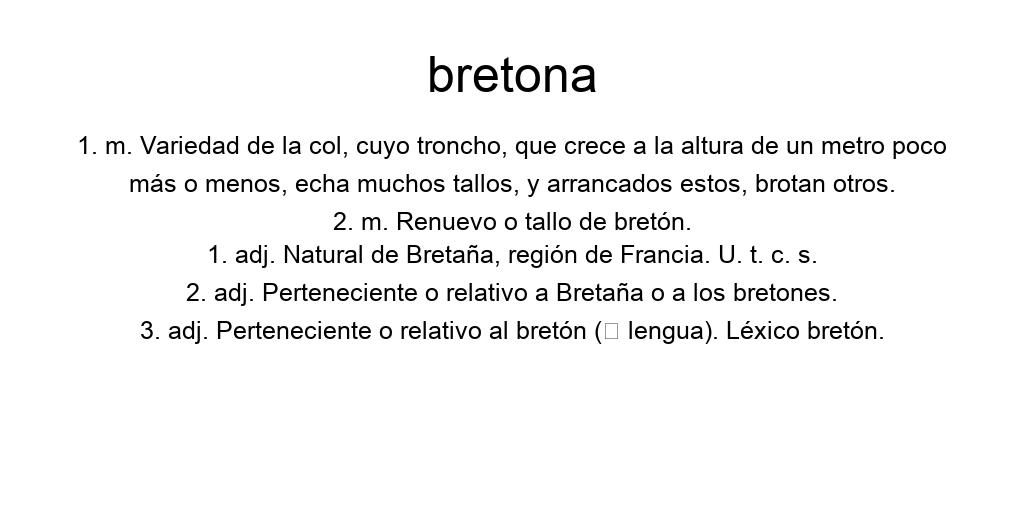 bretona
1. m. Variedad de la col, cuyo troncho, que crece a la altura de un metro poco
más o menos, echa muchos tallos, y arrancados estos, brotan otros.
2. m. Renuevo o tallo de bretón.
1. adj. Natural de Bretaña, región de Francia. U. t. c. s.
2. adj. Perteneciente o relativo a Bretaña o a los bretones.
3. adj. Perteneciente o relativo al bretón (□ lengua). Léxico bretón.